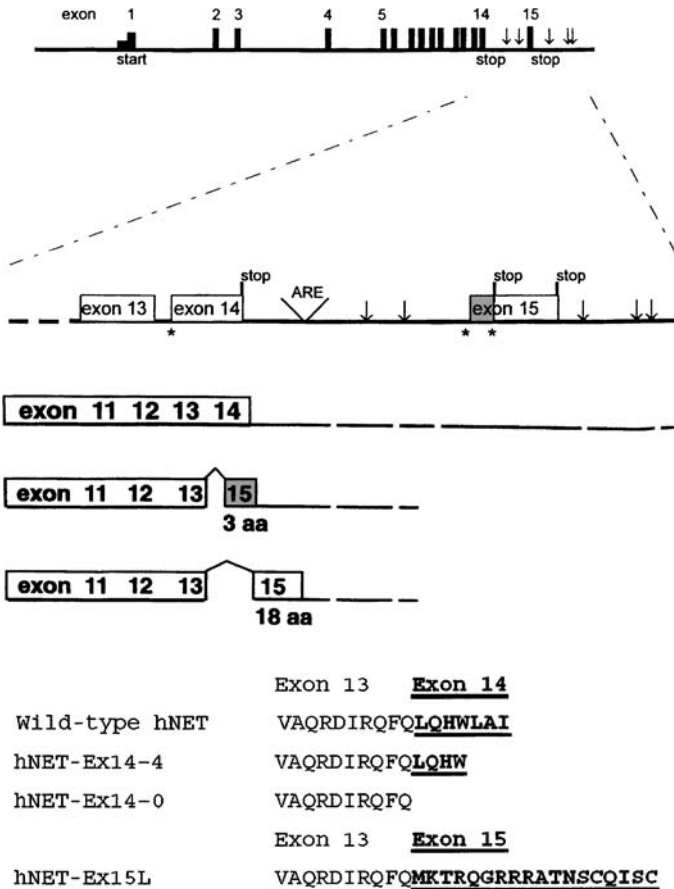 exon 1 2 3 4 5 14 15
start stop stop
stop stop stop
ARE
exon 13 exon 14 exon 15
* * *
exon 11 12 13 14
exon 11 12 13 15
3 aa
exon 11 12 13 15
18 aa
Exon 13 Exon 14
Wild-type hNET VAQRDIRQFQLQHWLAI
hNET-Ex14-4 VAQRDIRQFQLQHW
hNET-Ex14-0 VAQRDIRQFQ
Exon 13 Exon 15
hNET-Ex15L VAQRDIRQFQMKTRQGRRRATNSCQISC